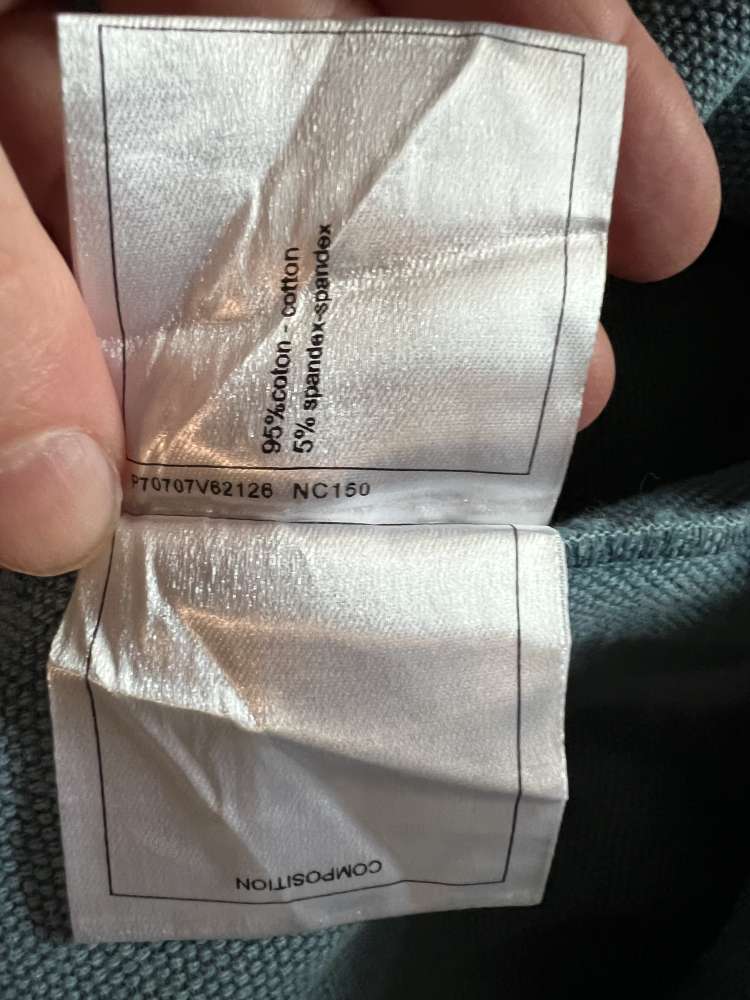 95%coton - cotton
5% spandex-spandex
P70707V62126 NC150
COMPOSITION